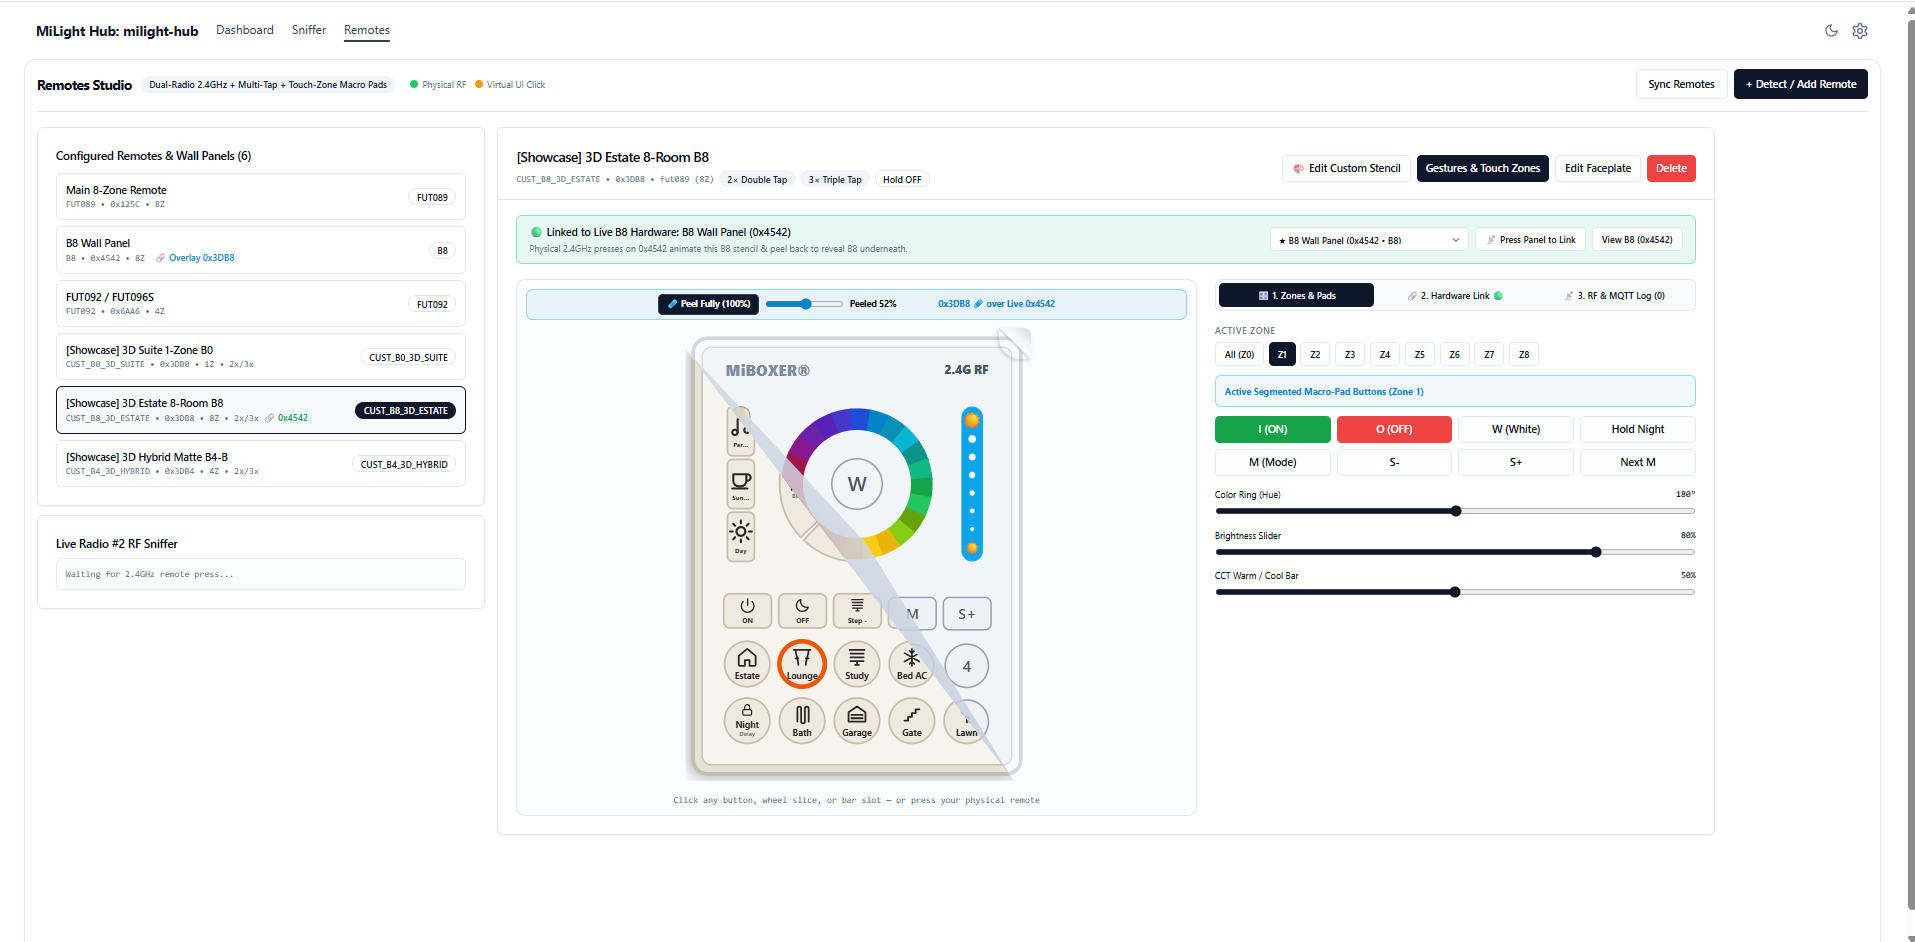 MiLight Hub: milight-hub Dashboard Sniffer Remotes
Remotes Studio Dual-Radio 2.4GHz + Multi-Tap + Touch-Zone Macro Pads Physical RF Virtual UI Click Sync Remotes + Detect / Add Remote
Configured Remotes & Wall Panels (6)
Main 8-Zone Remote
FUT089 • 0x125C • 8Z
FUT089
B8 Wall Panel
B8 • 0x4542 • 8Z Overlay 0x3DB8
B8
FUT092 / FUT096S
FUT092 • 0x6AA6 • 4Z
FUT092
[Showcase] 3D Suite 1-Zone B0
CUST_B0_3D_SUITE • 0x3DB0 • 1Z • 2x/3x
CUST_B0_3D_SUITE
[Showcase] 3D Estate 8-Room B8
CUST_B8_3D_ESTATE • 0x3DB8 • 8Z • 2x/3x 0x4542
CUST_B8_3D_ESTATE
[Showcase] 3D Hybrid Matte B4-B
CUST_B4_3D_HYBRID • 0x3DB4 • 4Z • 2x/3x
CUST_B4_3D_HYBRID
Live Radio #2 RF Sniffer
Waiting for 2.4GHz remote press...
[Showcase] 3D Estate 8-Room B8
CUST_B8_3D_ESTATE • 0x3DB8 • fut089 (8Z) 2× Double Tap 3× Triple Tap Hold OFF
Edit Custom Stencil Gestures & Touch Zones Edit Faceplate Delete
Linked to Live B8 Hardware: B8 Wall Panel (0x4542)
Physical 2.4GHz presses on 0x4542 animate this B8 stencil & peel back to reveal B8 underneath.
★ B8 Wall Panel (0x4542 • B8) Press Panel to Link View B8 (0x4542)
Peel Fully (100%) Peeled 52% 0x3DB8 over Live 0x4542
MiBOXER® 2.4G RF
Par...
Sun...
Day
W
ON OFF Step - M S+
Estate Lounge Study Bed AC 4
Night
Delay
Bath Garage Gate Lawn
Click any button, wheel slice, or bar slot — or press your physical remote
1. Zones & Pads 2. Hardware Link 3. RF & MQTT Log (0)
ACTIVE ZONE
All (Z0) Z1 Z2 Z3 Z4 Z5 Z6 Z7 Z8
Active Segmented Macro-Pad Buttons (Zone 1)
I (ON) O (OFF) W (White) Hold Night
M (Mode) S- S+ Next M
Color Ring (Hue) 180°
Brightness Slider 80%
CCT Warm / Cool Bar 50%